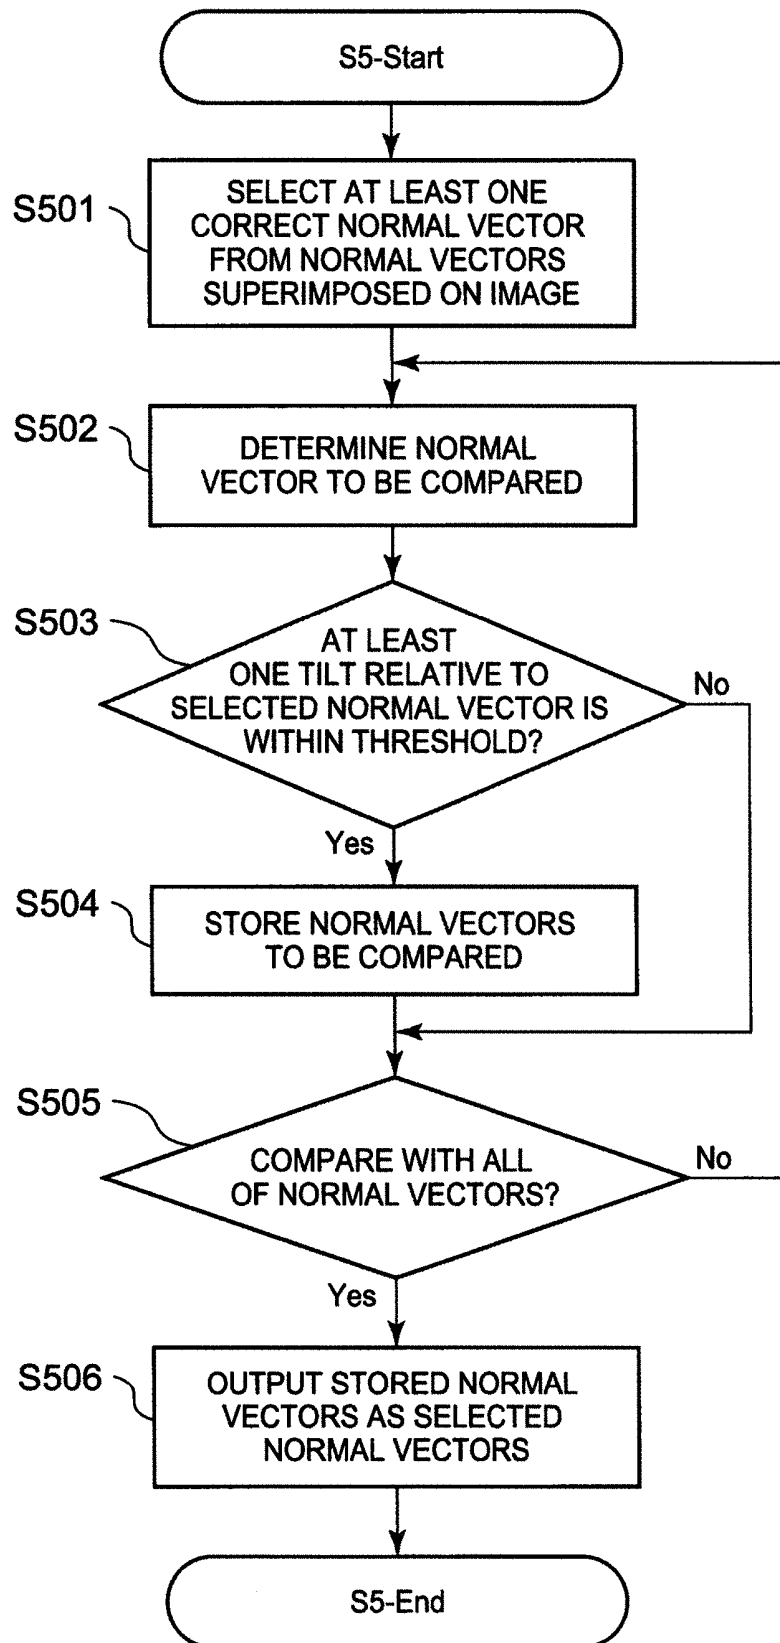 S5-Start
S501
SELECT AT LEAST ONE
CORRECT NORMAL VECTOR
FROM NORMAL VECTORS
SUPERIMPOSED ON IMAGE
S502
DETERMINE NORMAL
VECTOR TO BE COMPARED
S503
AT LEAST
ONE TILT RELATIVE TO
SELECTED NORMAL VECTOR IS
WITHIN THRESHOLD?
No
Yes
S504
STORE NORMAL VECTORS
TO BE COMPARED
S505
COMPARE WITH ALL
OF NORMAL VECTORS?
No
Yes
S506
OUTPUT STORED NORMAL
VECTORS AS SELECTED
NORMAL VECTORS
S5-End